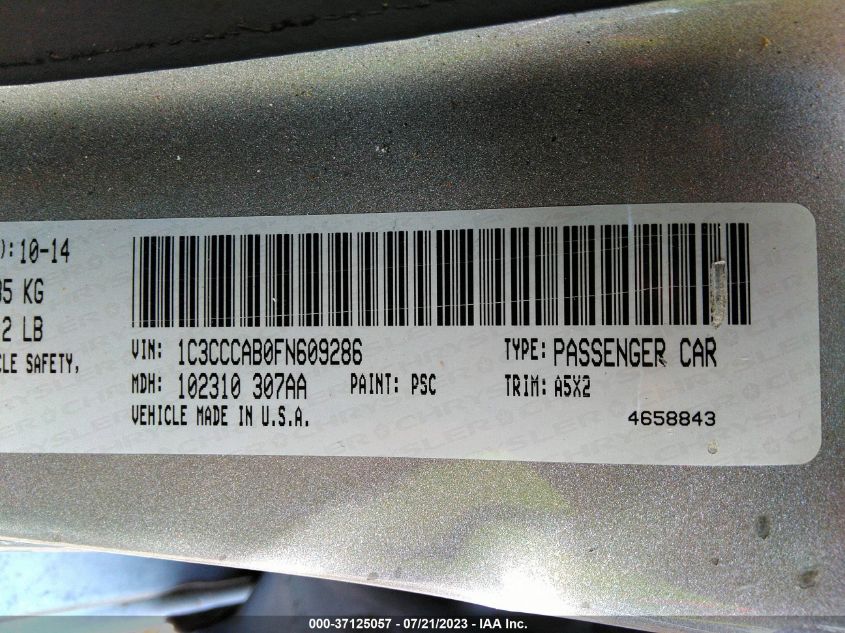 ):10-14
35 KG
2 LB
CLE SAFETY,
VIN: 1C3CCCAB0FN609286
TYPE: PASSENGER CAR
MDH: 102310 307AA
PAINT: PSC
TRIM: A5X2
VEHICLE MADE IN U.S.A.
4658843
000-37125057 / 07/21/2023 - IAA Inc.